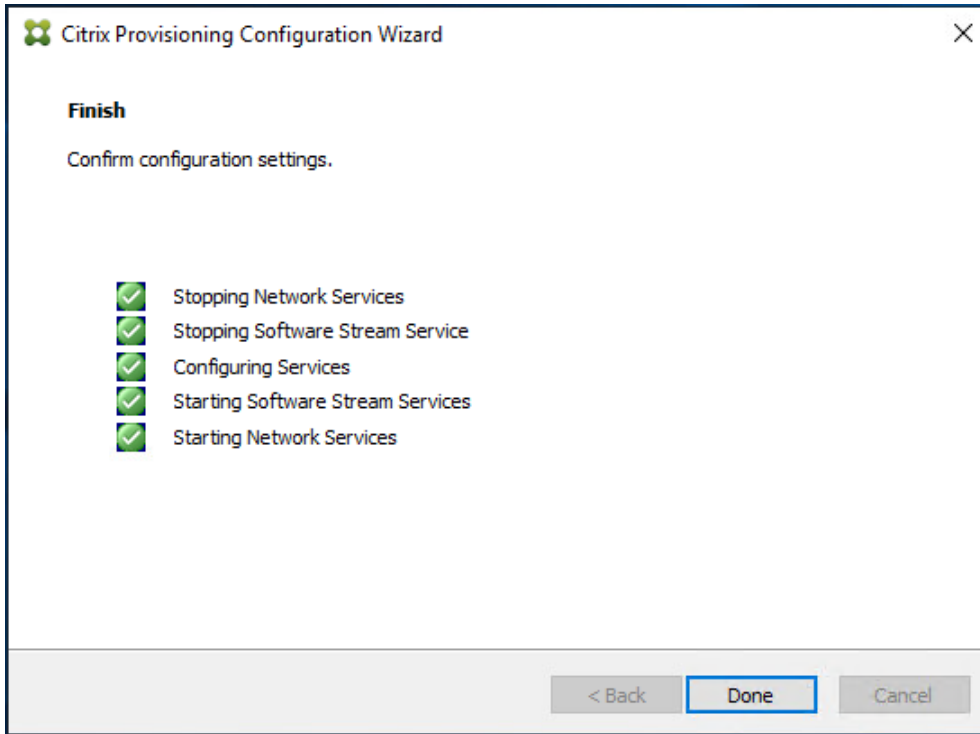 Citrix Provisioning Configuration Wizard
Finish
Confirm configuration settings.
Stopping Network Services
Stopping Software Stream Service
Configuring Services
Starting Software Stream Services
Starting Network Services
< Back Done Cancel